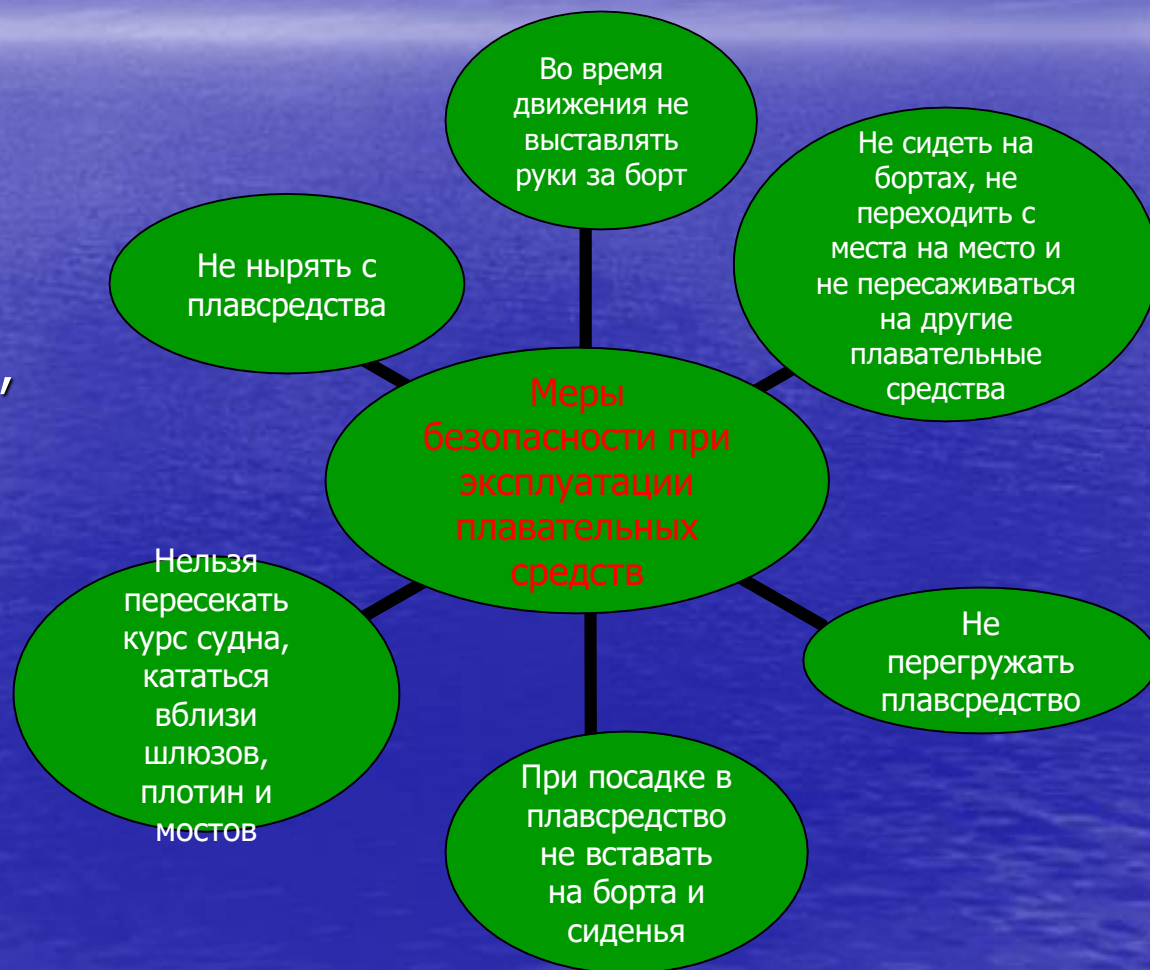 Во время
движения не
выставлять
руки за борт
Не сидеть на
бортах, не
переходить с
места на место и
не пересаживаться
на другие
плавательные
средства
Не нырять с
плавсредства
,
Меры
безопасности при
эксплуатации
плавательных
средств
Нельзя
пересекать
курс судна,
кататься
вблизи
шлюзов,
плотин и
мостов
Не
перегружать
плавсредство
При посадке в
плавсредство
не вставать
на борта и
сиденья